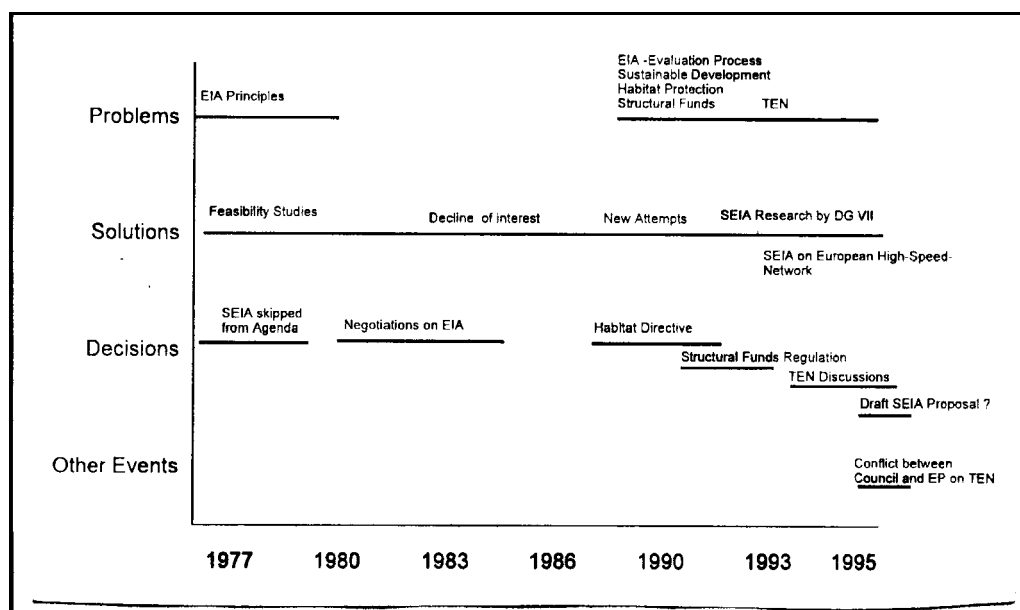 EIA -Evaluation Process
Sustainable Development
Habitat Protection
Structural Funds TEN
EIA Principles
Problems
Feasibility Studies
Decline of interest
New Attempts
SEIA Research by DG VII
Solutions
SEIA on European High-Speed-
Network
SEIA skipped
from Agenda
Negotiations on EIA
Habitat Directive
Decisions
Structural Funds Regulation
TEN Discussions
Draft SEIA Proposal ?
Other Events
Conflict between
Council and EP on TEN
1977 1980 1983 1986 1990 1993 1995